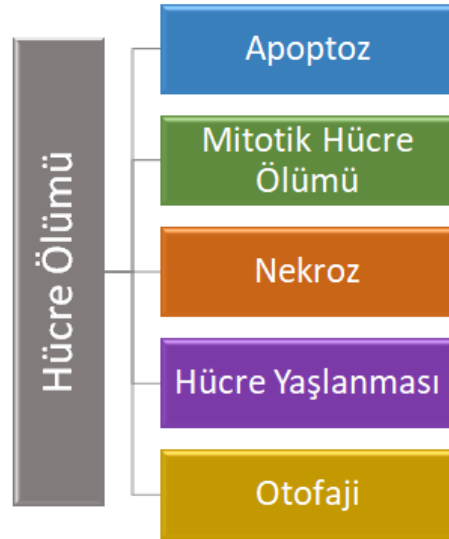 Hücre Ölümü
Apoptoz
Mitotik Hücre
Ölümü
Nekroz
Hücre Yaşlanması
Otofaji